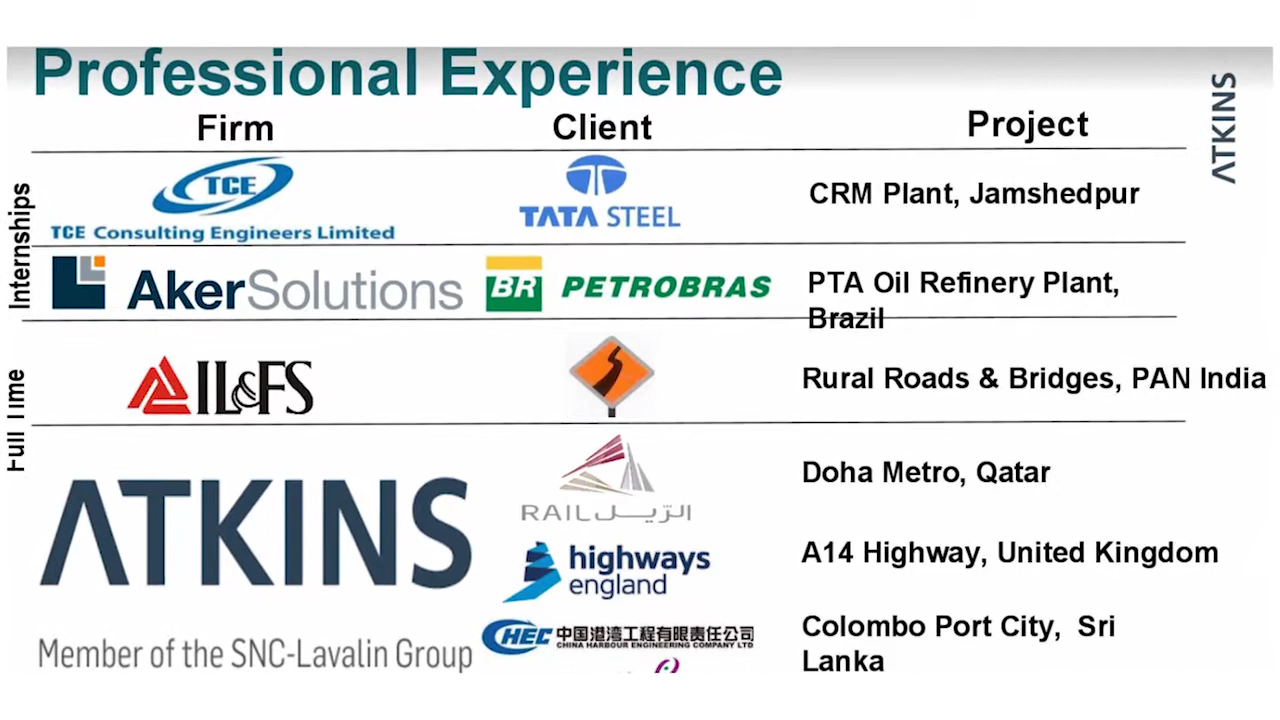 Professional Experience
ATKINS
Firm Client Project
Internships
TCE
TCE Consulting Engineers Limited
TATA STEEL
CRM Plant, Jamshedpur
AkerSolutions
BR PETROBRAS
PTA Oil Refinery Plant,
Brazil
Full Time
IL&FS
Rural Roads & Bridges, PAN India
ATKINS
Member of the SNC-Lavalin Group
RAIL الريل
Doha Metro, Qatar
highways
england
A14 Highway, United Kingdom
CHEC 中国港湾工程有限责任公司
CHINA HARBOUR ENGINEERING COMPANY LTD
Colombo Port City, Sri
Lanka